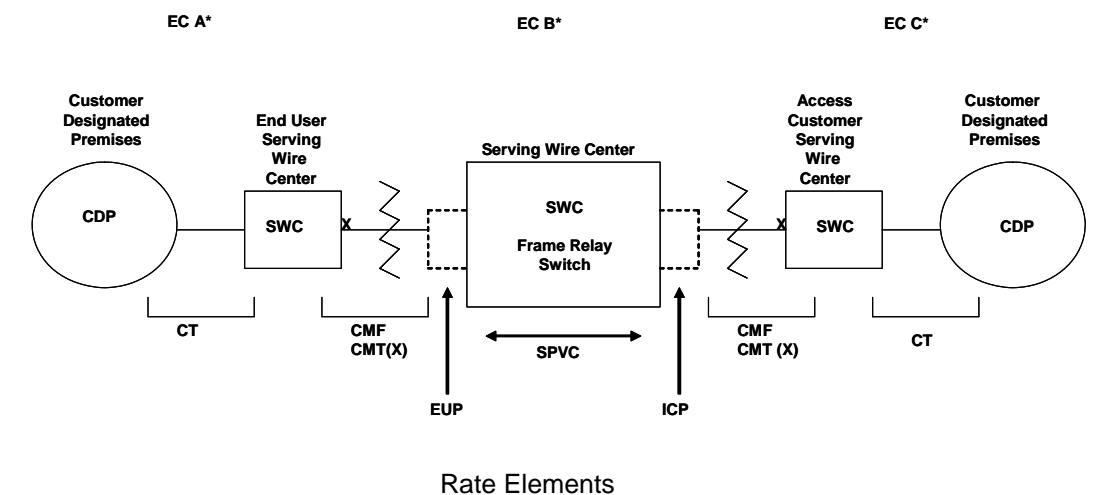 EC A*
EC B*
EC C*
Customer
Designated
Premises
End User
Serving
Wire
Center
Serving Wire Center
Access
Customer
Serving
Wire
Center
Customer
Designated
Premises
CDP
SWC
X
SWC
Frame Relay
Switch
X
SWC
CDP
CT
CMF
CMT(X)
SPVC
CMF
CMT (X)
CT
EUP
ICP
Rate Elements